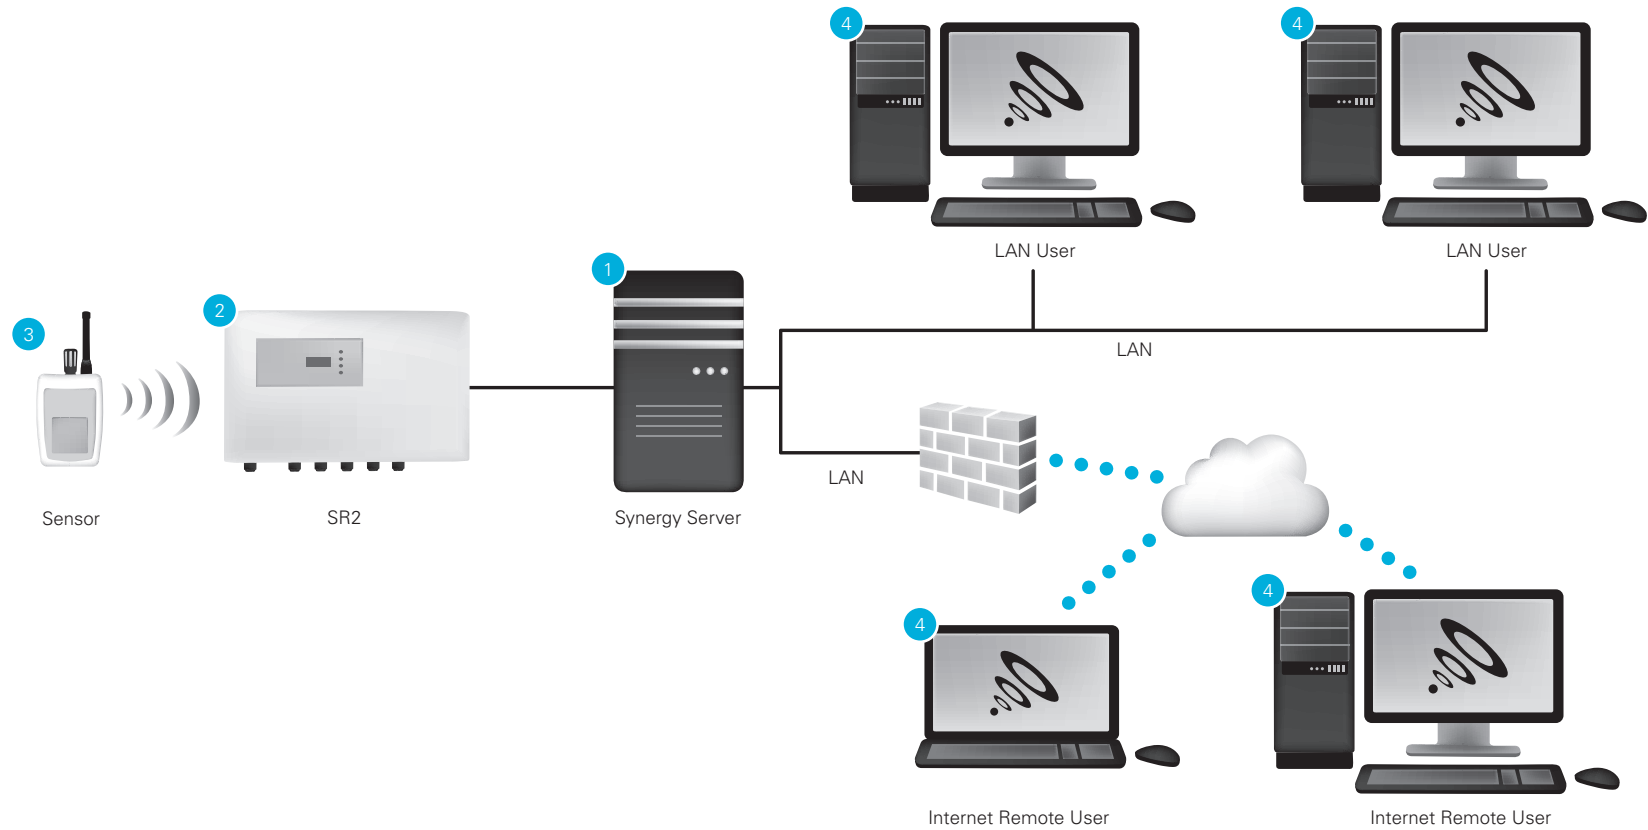 4
4
LAN User
LAN User
1
2
3
LAN
LAN
Sensor
SR2
Synergy Server
4
4
Internet Remote User
Internet Remote User